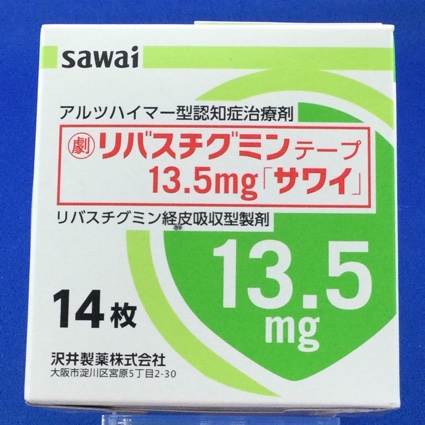 sawai
アルツハイマー型認知症治療剤
劇 リバスチグミンテープ
13.5mg「サワイ」
リバスチグミン経皮吸収型製剤
13.5
mg
14枚
沢井製薬株式会社
大阪市淀川区宮原5丁目2-30